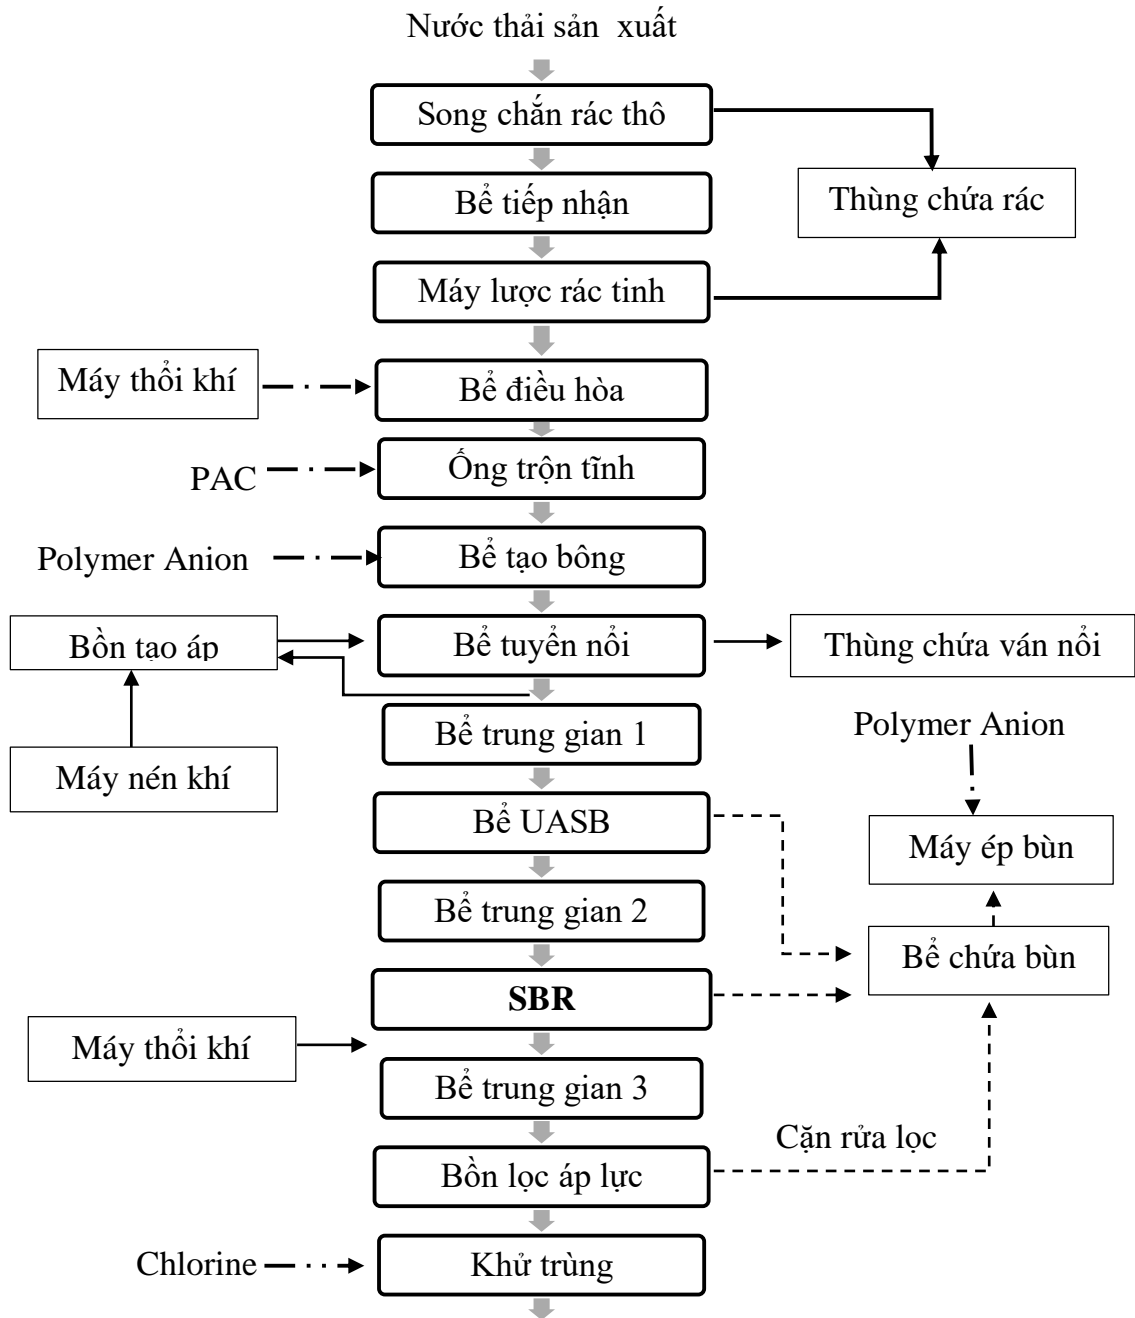 Nước thải sản xuất
Song chắn rác thô
Bể tiếp nhận
Thùng chứa rác
Máy lược rác tinh
Máy thổi khí
Bể điều hòa
Ống trộn tĩnh
PAC
Polymer Anion
Bể tạo bông
Bồn tạo áp
Bể tuyển nổi
Thùng chứa ván nổi
Bể trung gian 1
Polymer Anion
Máy nén khí
Bể UASB
Máy ép bùn
Bể trung gian 2
Bể chứa bùn
SBR
Máy thổi khí
Bể trung gian 3
Cặn rửa lọc
Bồn lọc áp lực
Chlorine
Khử trùng